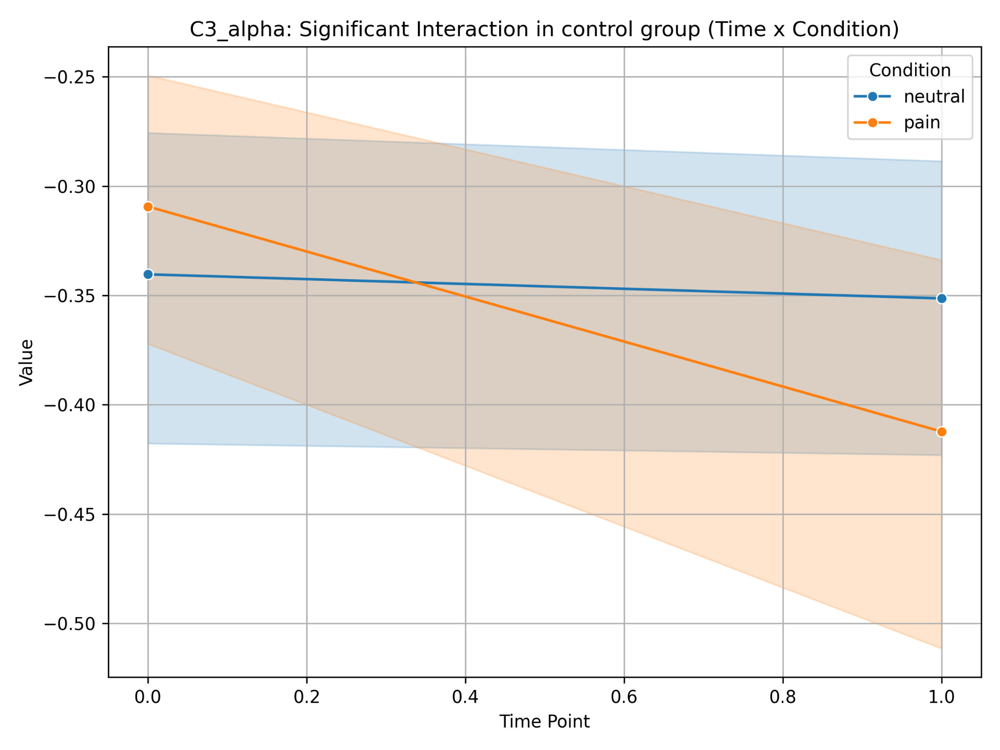 C3_alpha: Significant Interaction in control group (Time x Condition)
Condition
neutral
pain
Value
−0.25
−0.30
−0.35
−0.40
−0.45
−0.50
0.0 0.2 0.4 0.6 0.8 1.0
Time Point